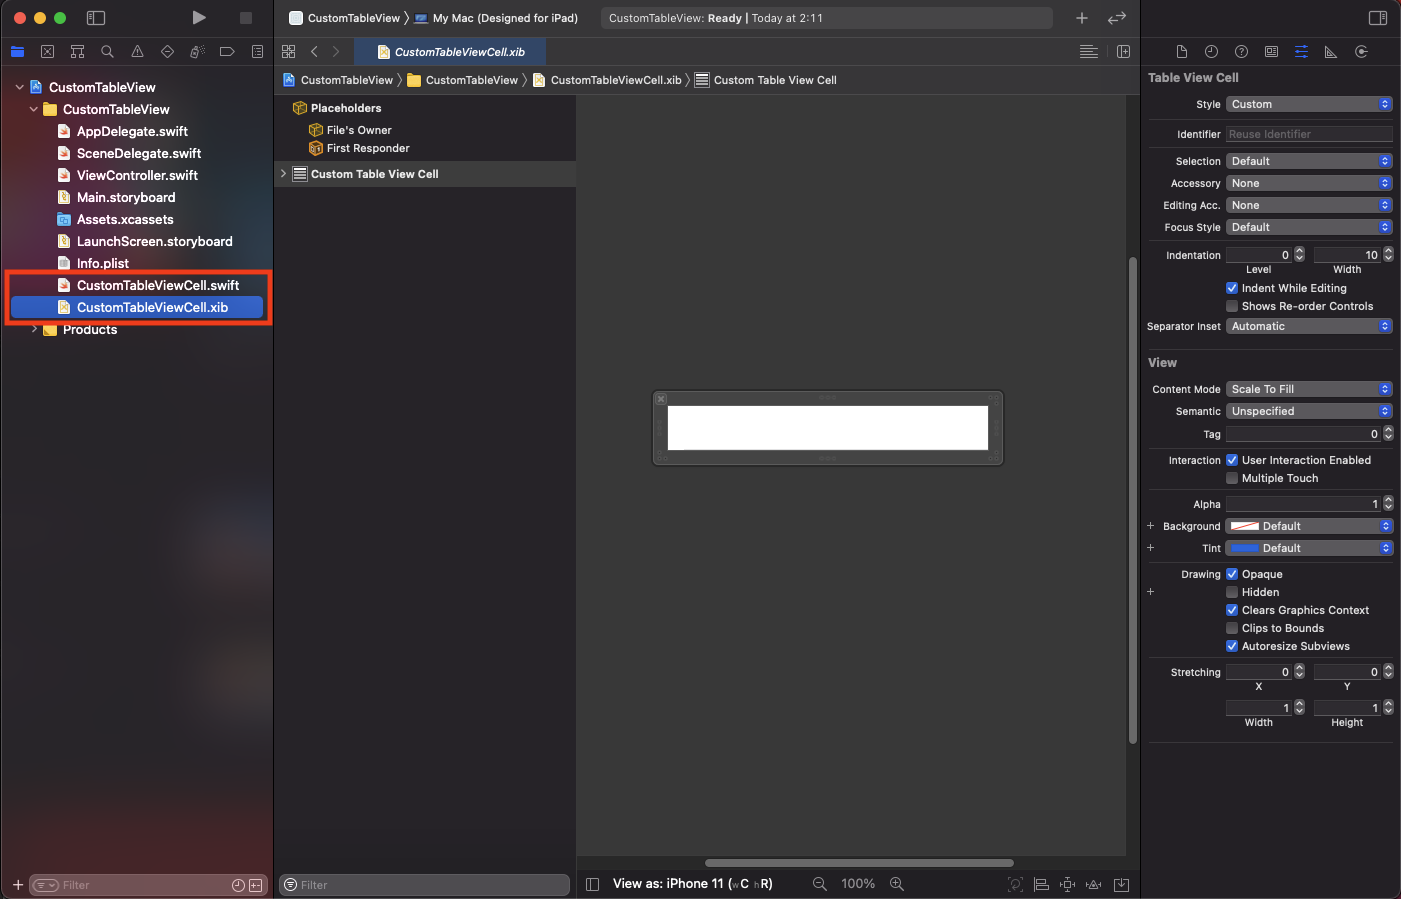 CustomTableView
My Mac (Designed for iPad)
CustomTableView: Ready | Today at 2:11
CustomTableViewCell.xib
CustomTableView
CustomTableView
CustomTableViewCell.xib
Custom Table View Cell
CustomTableView
CustomTableView
AppDelegate.swift
SceneDelegate.swift
ViewController.swift
Main.storyboard
Assets.xcassets
LaunchScreen.storyboard
Info.plist
CustomTableViewCell.swift
CustomTableViewCell.xib
Products
Filter
Placeholders
File's Owner
First Responder
Custom Table View Cell
Filter
View as: iPhone 11 (wC hR)
100%
Table View Cell
Style Custom
Identifier Reuse Identifier
Selection Default
Accessory None
Editing Acc. None
Focus Style Default
Indentation 0 10
Level Width
Indent While Editing
Shows Re-order Controls
Separator Inset Automatic
View
Content Mode Scale To Fill
Semantic Unspecified
Tag 0
Interaction User Interaction Enabled
Multiple Touch
Alpha 1
Background Default
Tint Default
Drawing Opaque
Hidden
Clears Graphics Context
Clips to Bounds
Autoresize Subviews
Stretching 0 0
X Y
1 1
Width Height